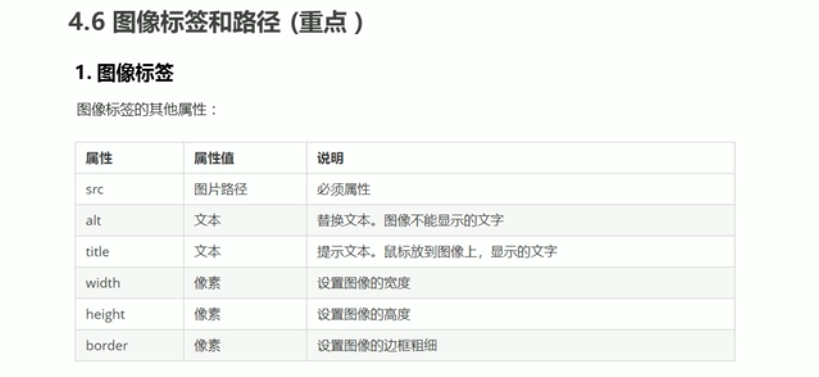 4.6 图像标签和路径 (重点 )
1. 图像标签
图像标签的其他属性：
属性 属性值 说明
src 图片路径 必须属性
alt 文本 替换文本。图像不能显示的文字
title 文本 提示文本。鼠标放到图像上，显示的文字
width 像素 设置图像的宽度
height 像素 设置图像的高度
border 像素 设置图像的边框粗细